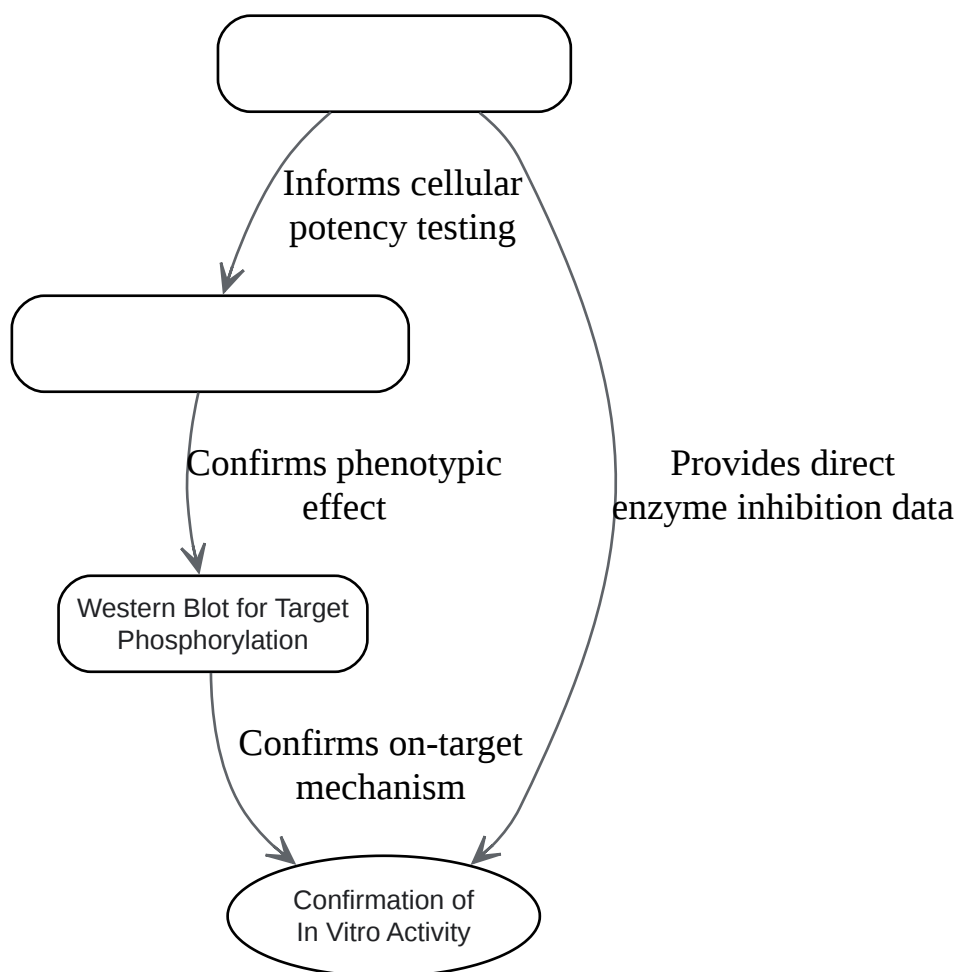 Informs cellular
potency testing
Confirms phenotypic
effect
Provides direct
enzyme inhibition data
Western Blot for Target
Phosphorylation
Confirms on-target
mechanism
Confirmation of
In Vitro Activity